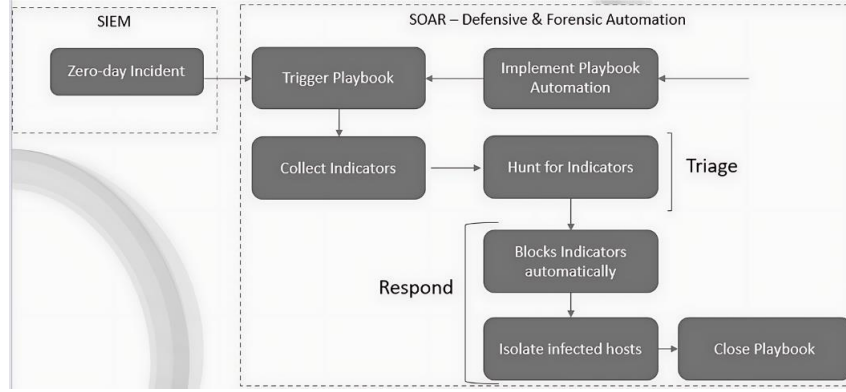 SIEM
SOAR – Defensive & Forensic Automation
Zero-day Incident
Trigger Playbook
Implement Playbook
Automation
Collect Indicators
Hunt for Indicators
Triage
Blocks Indicators
automatically
Respond
Isolate infected hosts
Close Playbook